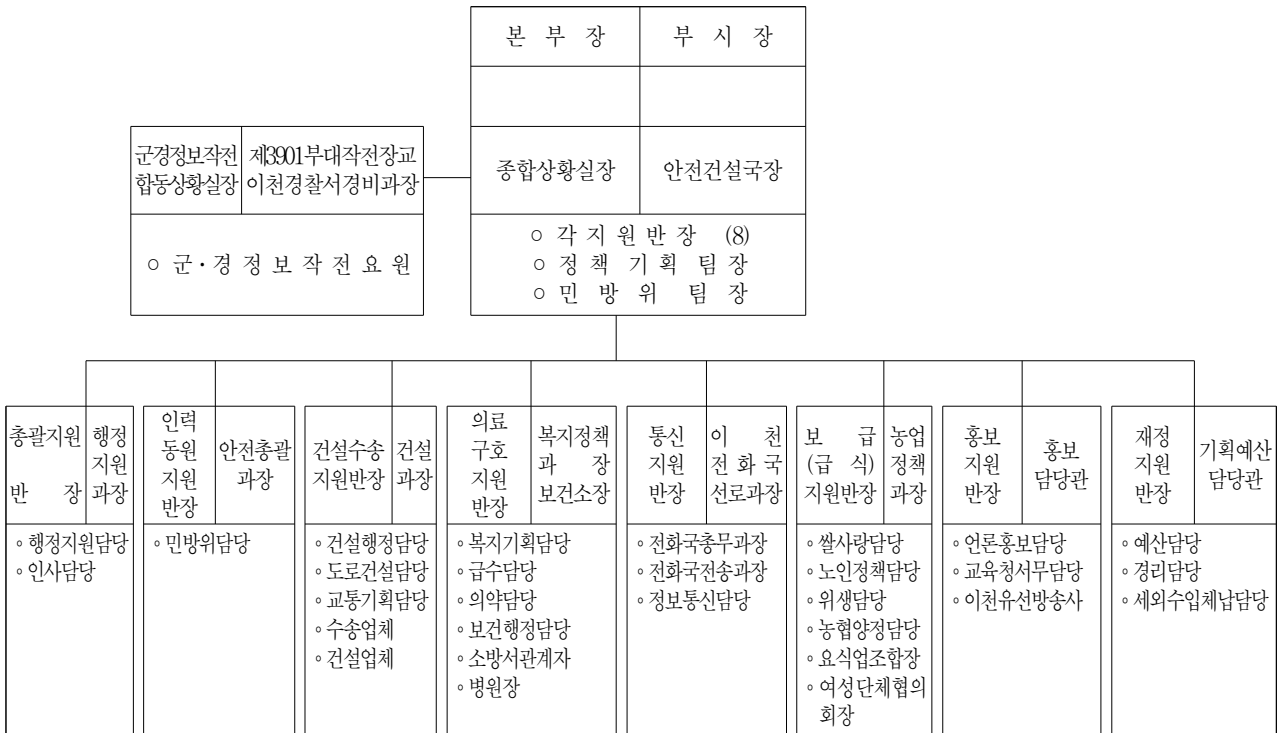 본 부 장 부 시 장
군경정보작전 제3901부대작전장교
합동상황실장 이천경찰서경비과장
종합상황실장 안전건설국장
○ 군·경 정 보 작 전 요 원
○ 각 지 원 반 장 (8)
○ 정 책 기 획 팀 장
○ 민 방 위 팀 장
총괄지원
반 장
행정
지원
과장
◦행정지원담당
◦인사담당
인력
동원
지원
반장
안전총괄
과장
◦민방위담당
건설수송
지원반장
건설
과장
◦건설행정담당
◦도로건설담당
◦교통기획담당
◦수송업체
◦건설업체
의료
구호
지원
반장
복지정책
과 장
보건소장
◦복지기획담당
◦급수담당
◦의약담당
◦보건행정담당
◦소방서관계자
◦병원장
통신
지원
반장
이 천
전 화 국
선로과장
◦전화국총무과장
◦전화국전송과장
◦정보통신담당
보 급
(급 식)
지원반장
농업
정책
과장
◦쌀사랑담당
◦노인정책담당
◦위생담당
◦농협양정담당
◦요식업조합장
◦여성단체협의
회장
홍보
지원
반장
홍보
담당관
◦언론홍보담당
◦교육청서무담당
◦이천유선방송사
재정
지원
반장
기획예산
담당관
◦예산담당
◦경리담당
◦세외수입체납담당